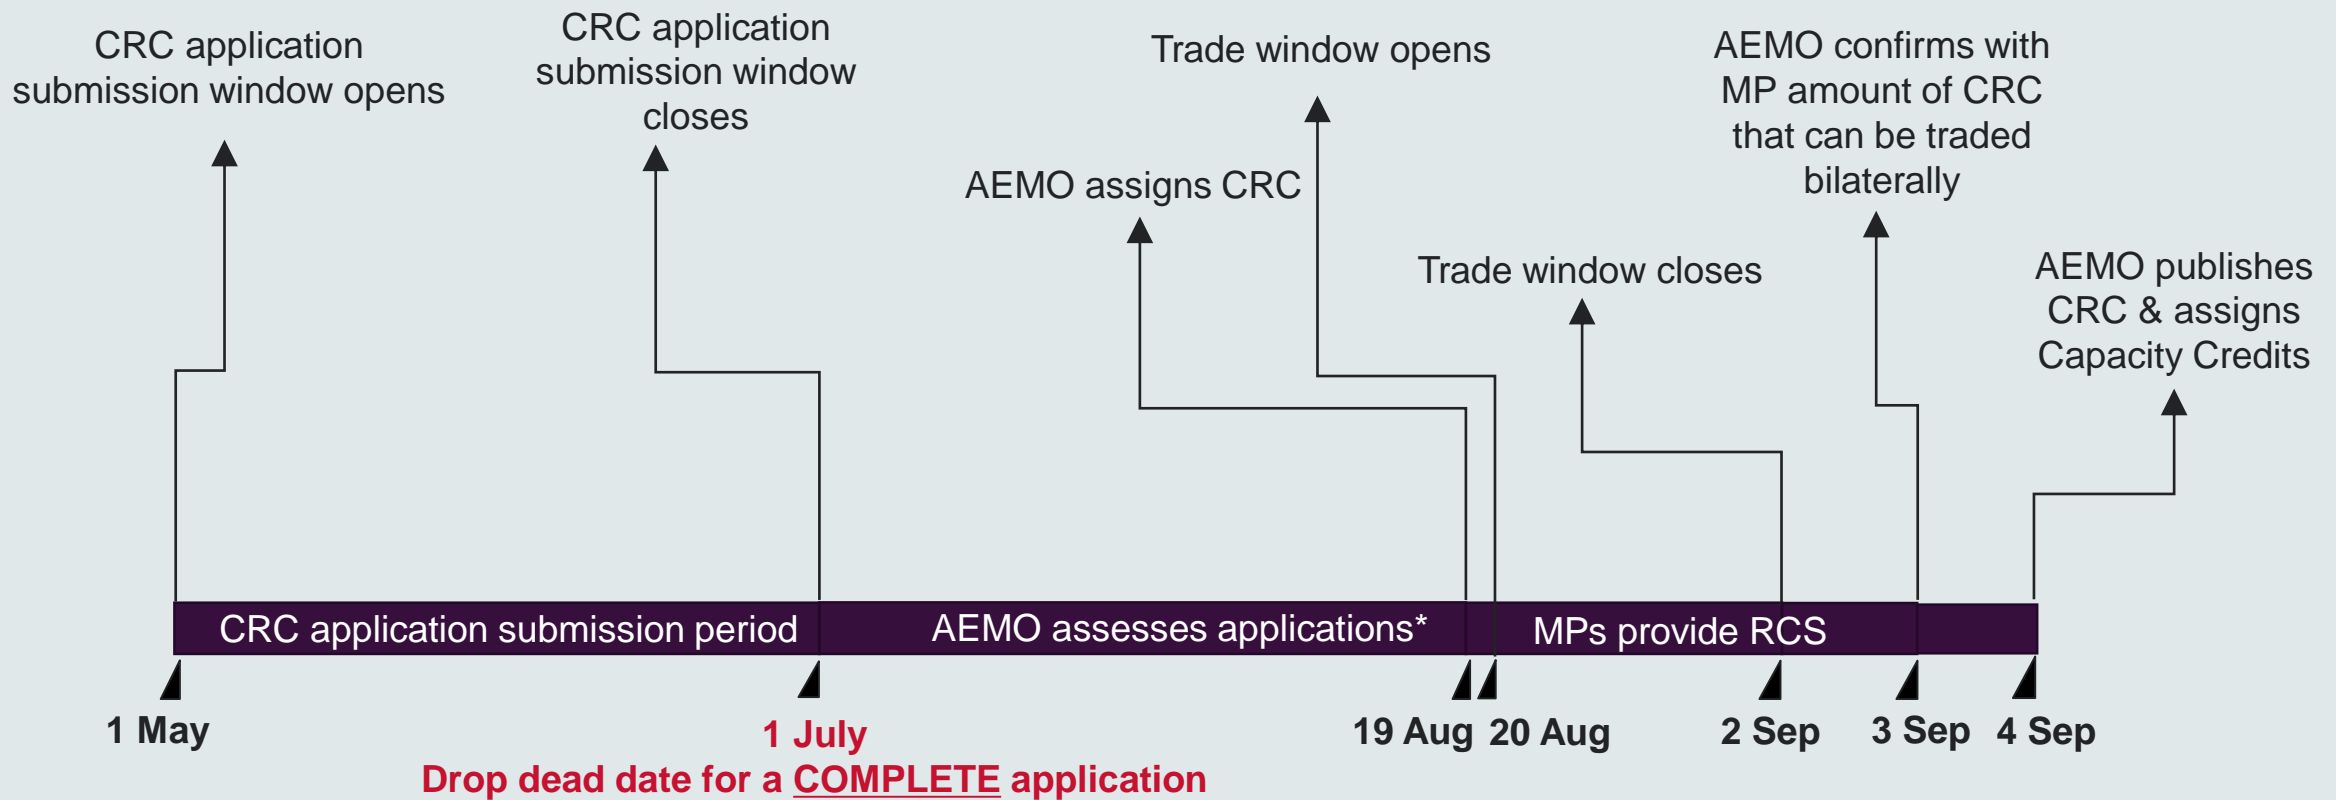 CRC application
submission window opens
CRC application
submission window
closes
Trade window opens
AEMO confirms with
MP amount of CRC
that can be traded
bilaterally
AEMO assigns CRC
Trade window closes
AEMO publishes
CRC & assigns
Capacity Credits
CRC application submission period
AEMO assesses applications*
MPs provide RCS
1 May
1 July
Drop dead date for a COMPLETE application
19 Aug
20 Aug
2 Sep
3 Sep
4 Sep